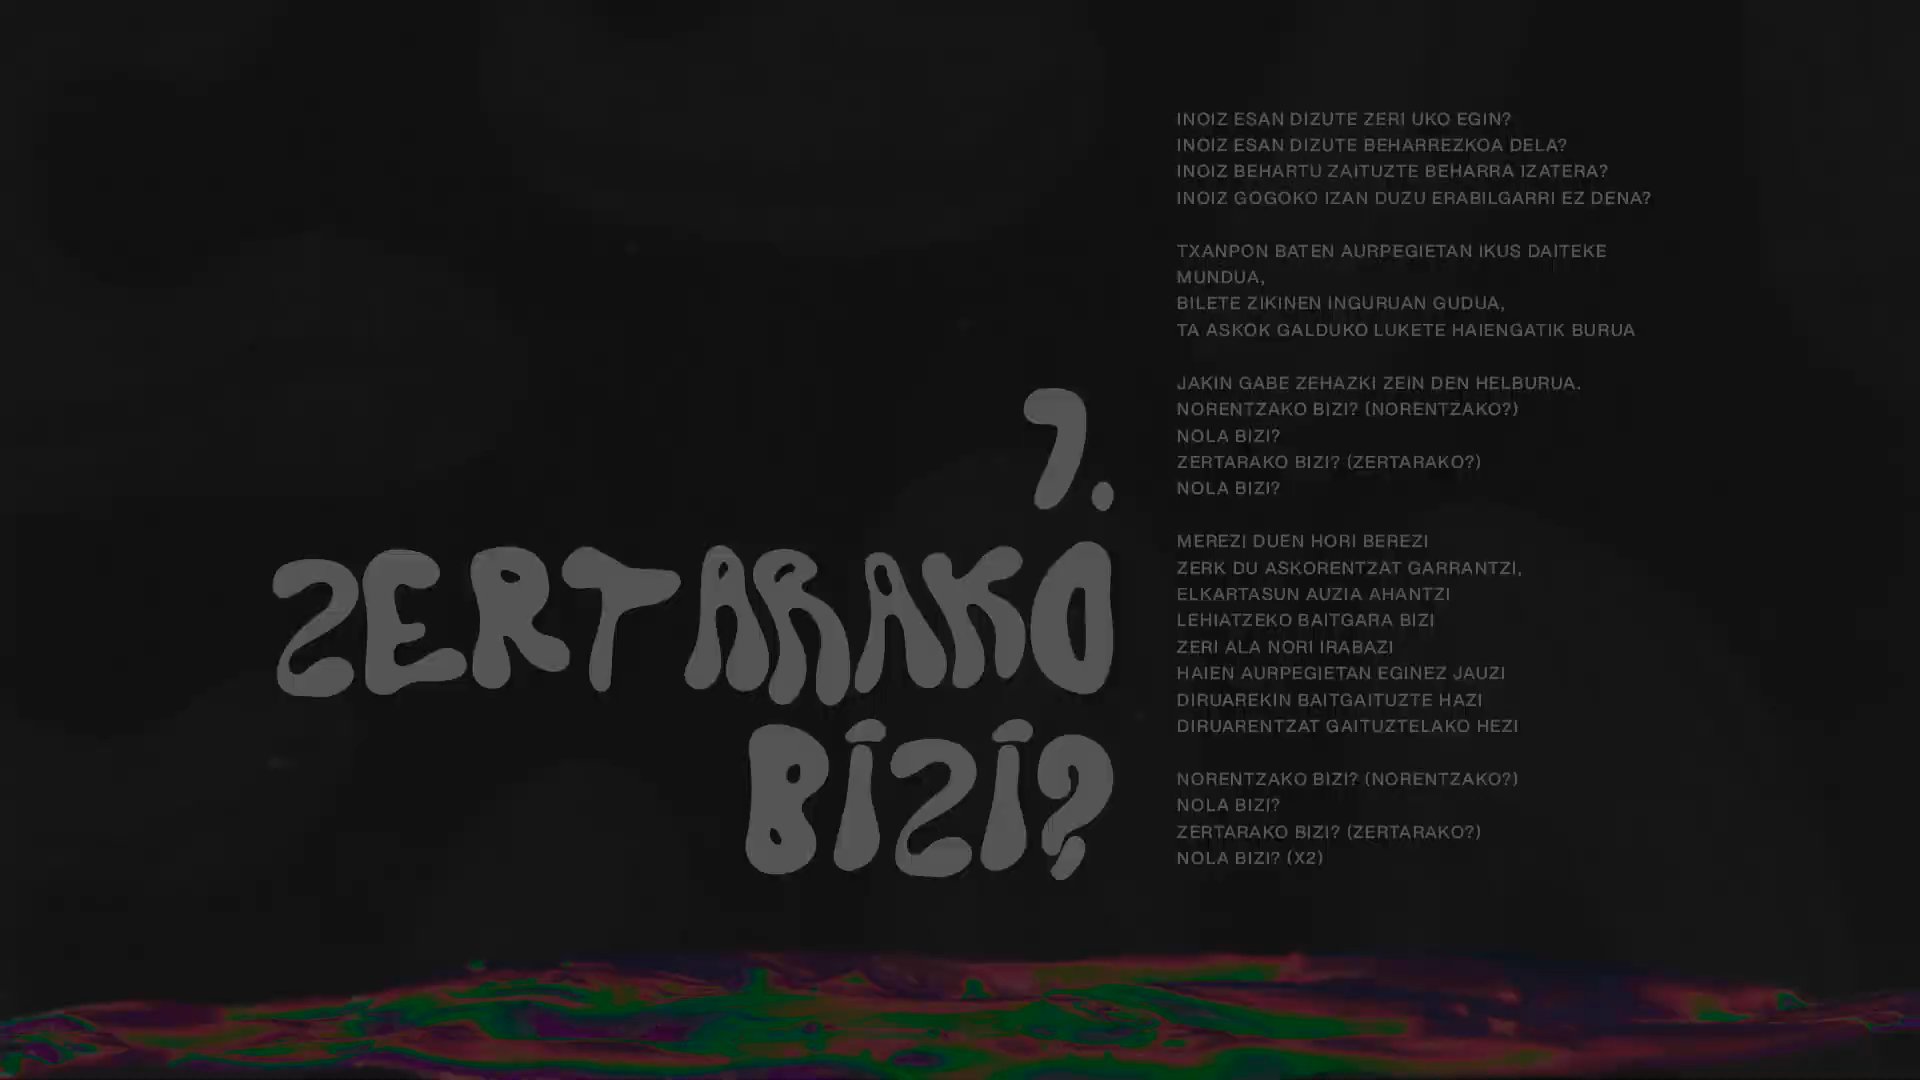 7.
ZERTARAKO
BIZI?
INOIZ ESAN DIZUTE ZERI UKO EGIN?
INOIZ ESAN DIZUTE BEHARREZKOA DELA?
INOIZ BEHARTU ZAITUZTE BEHARRA IZATERA?
INOIZ GOGOKO IZAN DUZU ERABILGARRI EZ DENA?
TXANPON BATEN AURPEGIETAN IKUS DAITEKE
MUNDUA,
BILETE ZIKINEN INGURUAN GUDUA,
TA ASKOK GALDUKO LUKETE HAIENGATIK BURUA
JAKIN GABE ZEHAZKI ZEIN DEN HELBURUA.
NORENTZAKO BIZI? (NORENTZAKO?)
NOLA BIZI?
ZERTARAKO BIZI? (ZERTARAKO?)
NOLA BIZI?
MEREZI DUEN HORI BEREZI
ZERK DU ASKORENTZAT GARRANTZI,
ELKARTASUN AUZIA AHANTZI
LEHIATZEKO BAITGARA BIZI
ZERI ALA NORI IRABAZI
HAIEN AURPEGIETAN EGINEZ JAUZI
DIRUAREKIN BAITGAITUZTE HAZI
DIRUARENTZAT GAITUZTELAKO HEZI
NORENTZAKO BIZI? (NORENTZAKO?)
NOLA BIZI?
ZERTARAKO BIZI? (ZERTARAKO?)
NOLA BIZI? (X2)